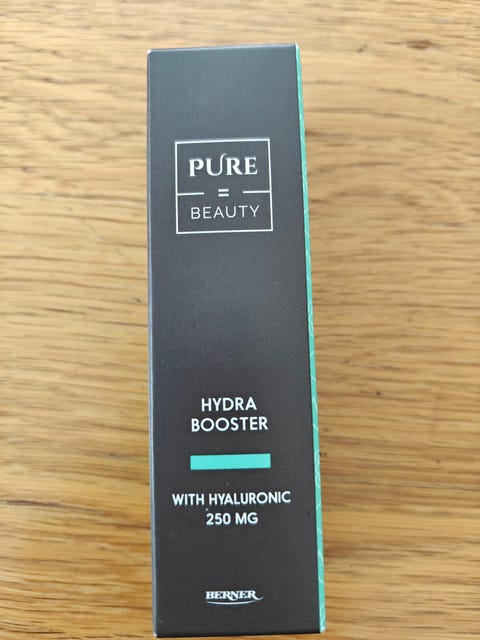 PURE
=
BEAUTY
HYDRA
BOOSTER
WITH HYALURONIC
250 MG
BERNER